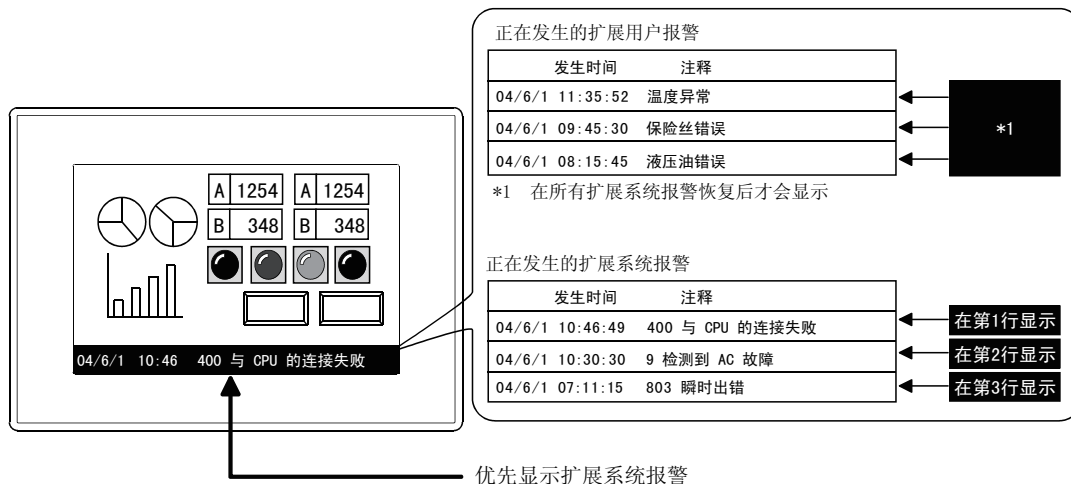 正在发生的扩展用户报警
发生时间 注释
04/6/1 11:35:52 温度异常
04/6/1 09:45:30 保险丝错误
04/6/1 08:15:45 液压油错误
*1
*1 在所有扩展系统报警恢复后才会显示
A 1254 A 1254
B 348 B 348
04/6/1 10:46 400 与 CPU 的连接失败
正在发生的扩展系统报警
发生时间 注释
04/6/1 10:46:49 400 与 CPU 的连接失败
在第1行显示
04/6/1 10:30:30 9 检测到 AC 故障
在第2行显示
04/6/1 07:11:15 803 瞬时出错
在第3行显示
优先显示扩展系统报警